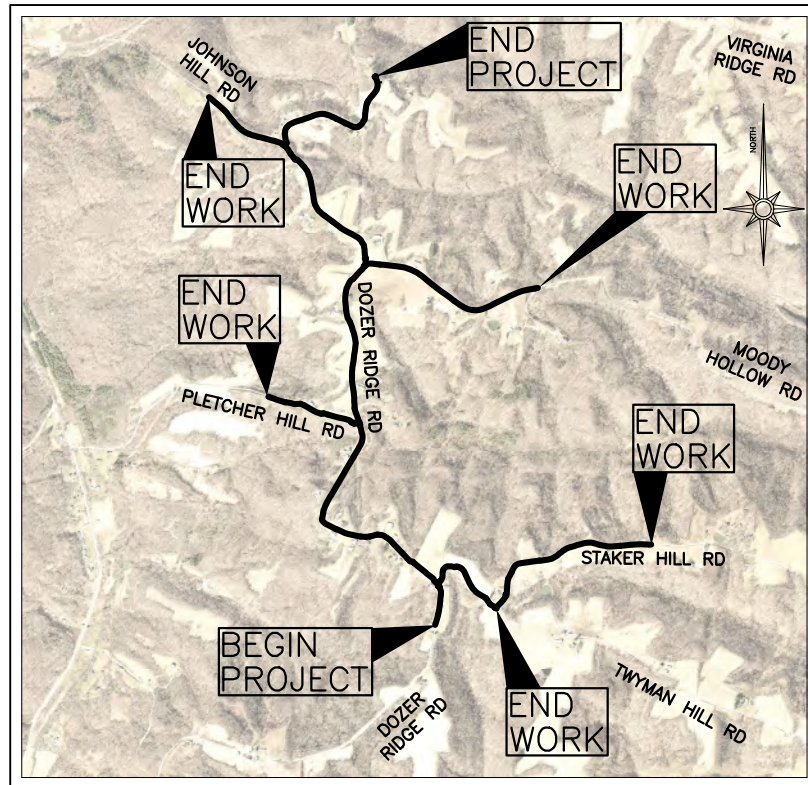 JOHNSON
HILL RD
END
PROJECT
VIRGINIA
RIDGE RD
NORTH
END
WORK
END
WORK
END
WORK
DOZER RIDGE RD
MOODY
HOLLOW RD
PLETCHER HILL RD
END
WORK
STAKER HILL RD
BEGIN
PROJECT
DOZER
RIDGE RD
END
WORK
TWYMAN HILL RD